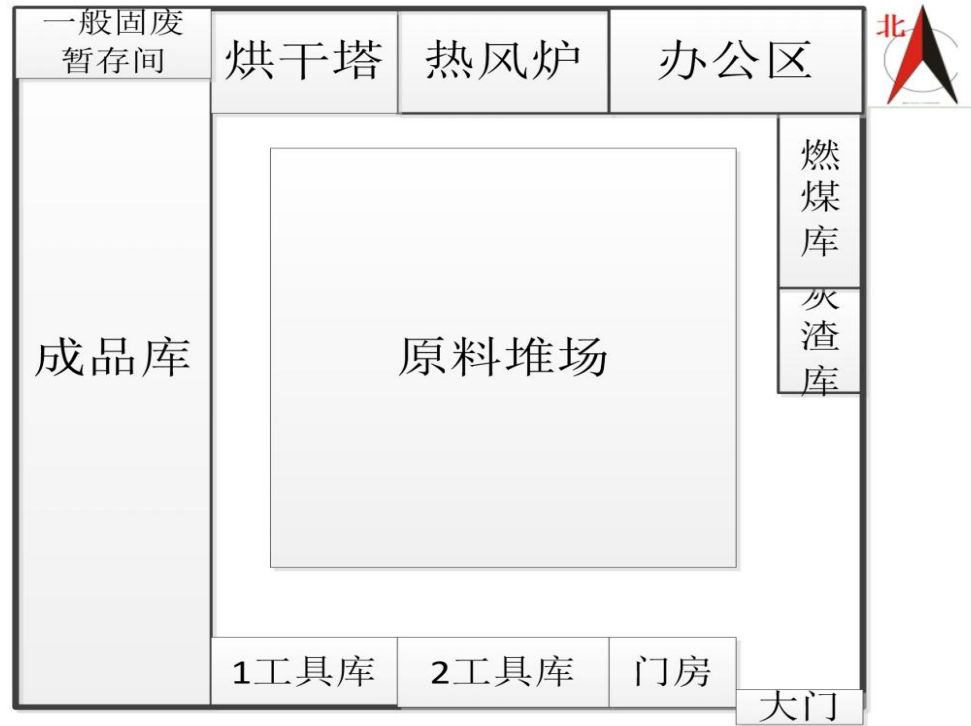 一般固废
暂存间
烘干塔
热风炉
办公区
北
燃
煤
库
灰
渣
库
成品库
原料堆场
1工具库
2工具库
门房
大门